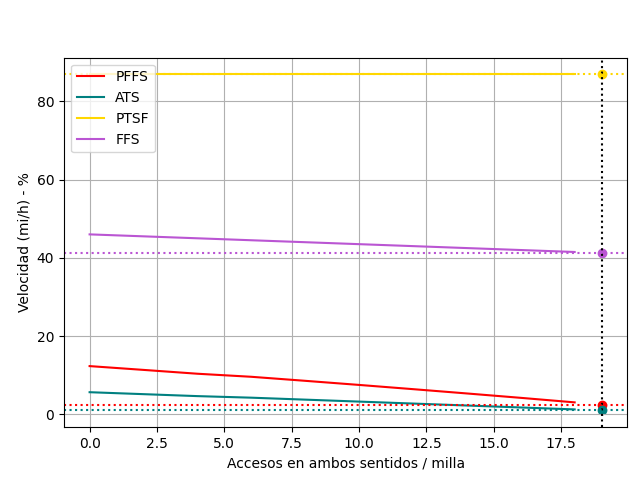 PFFS
ATS
PTSF
FFS
80
60
40
20
0
Velocidad (mi/h) - %
0.0 2.5 5.0 7.5 10.0 12.5 15.0 17.5
Accesos en ambos sentidos / milla